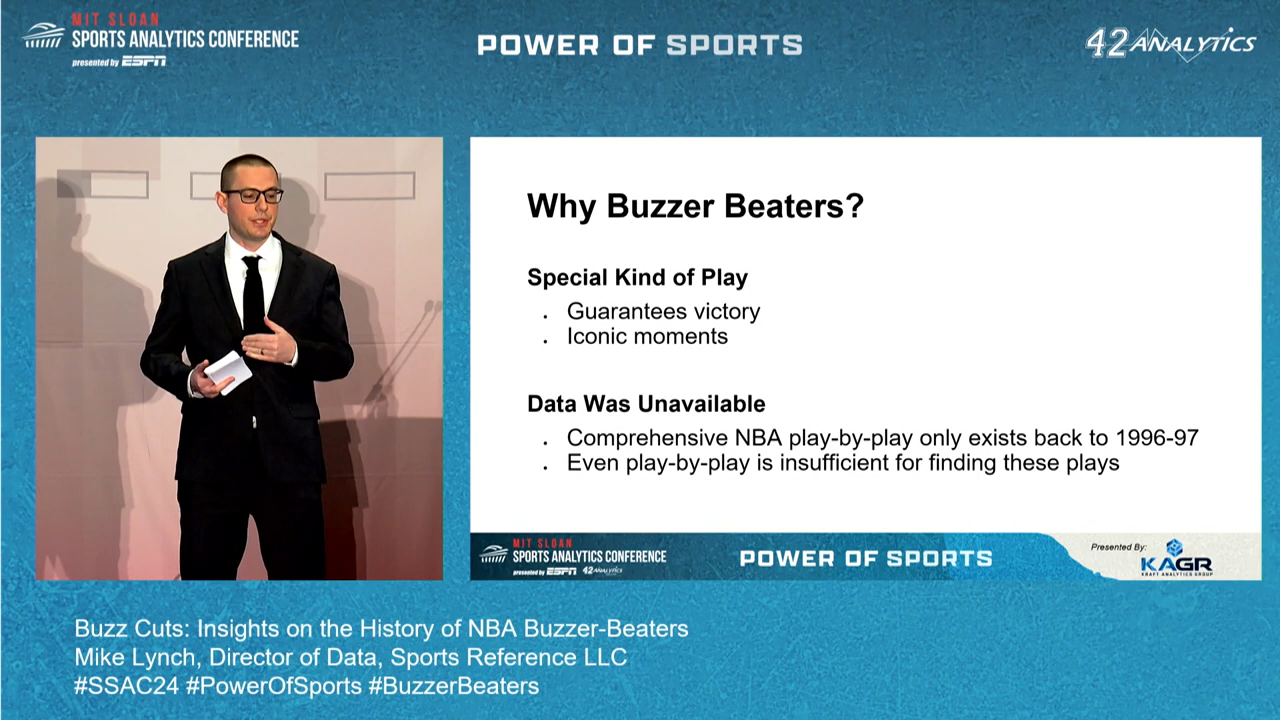 MIT SLOAN
SPORTS ANALYTICS CONFERENCE
presented by ESPN
POWER OF SPORTS
42 ANALYTICS
Why Buzzer Beaters?
Special Kind of Play
• Guarantees victory
• Iconic moments
Data Was Unavailable
• Comprehensive NBA play-by-play only exists back to 1996-97
• Even play-by-play is insufficient for finding these plays
MIT SLOAN
SPORTS ANALYTICS CONFERENCE
presented by ESPN 42 ANALYTICS
POWER OF SPORTS
Presented By:
KAGR
KRAFT ANALYTICS GROUP
Buzz Cuts: Insights on the History of NBA Buzzer-Beaters
Mike Lynch, Director of Data, Sports Reference LLC
#SSAC24 #PowerOfSports #BuzzerBeaters